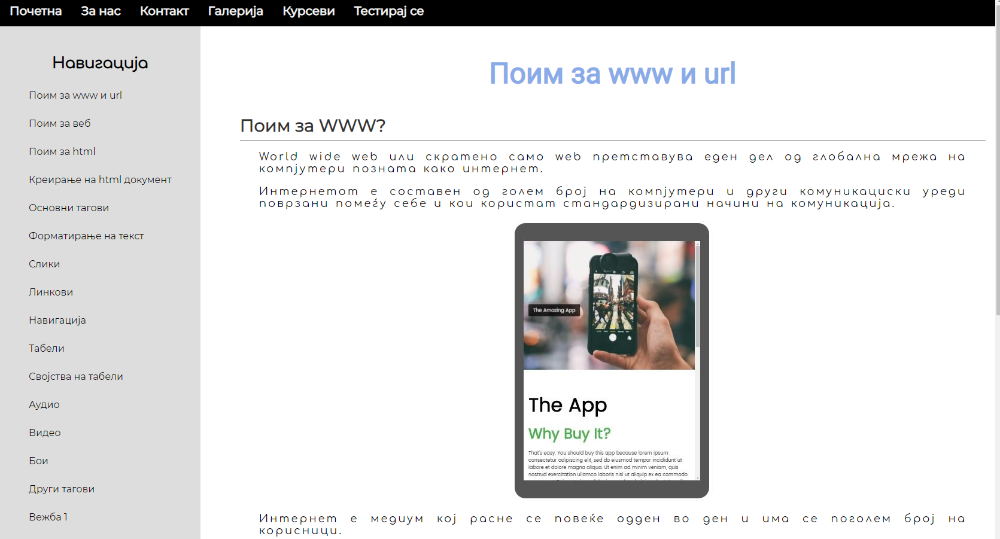 Почетна За нас Контакт Галерија Курсеви Тестирај се
Навигација
Поим за www и url
Поим за веб
Поим за html
Креирање на html документ
Основни тагови
Форматирање на текст
Слики
Линкови
Навигација
Табели
Својства на табели
Аудио
Видео
Бои
Други тагови
Вежба 1
Поим за www и url
Поим за WWW?
World wide web или скратено само web претставува еден дел од глобална мрежа на
компјутери позната како интернет.
Интернетот е составен од голем број на компјутери и други комуникациски уреди
поврзани помеѓу себе и кои користат стандардизирани начини на комуникација.
The Amazing App
The App
Why Buy It?
That's easy. You should buy this app because lorem ipsum
consectetur adipiscing elit, sed do eiusmod tempor incididunt ut
labore et dolore magna aliqua. Ut enim ad minim veniam, quis
nostrud exercitation ullamco laboris nisi ut aliquip ex ea commodo
Интернет е медиум кој расне се повеќе одден во ден и има се поголем број на
корисници.